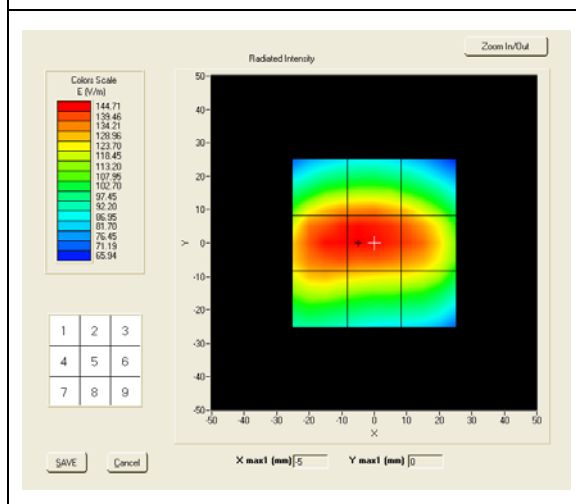 Zoom In/Out
Radiated Intensity
Colors Scale
E (V/m)
144.71
139.46
134.21
128.96
123.70
118.45
113.20
107.95
102.70
97.45
92.20
86.95
81.70
76.45
71.19
65.94
50
40
30
20
10
0
-10
-20
-30
-40
-50
Y
-50 -40 -30 -20 -10 0 10 20 30 40 50
X
1 2 3
4 5 6
7 8 9
SAVE Cancel X max1 (mm) -5 Y max1 (mm) 0